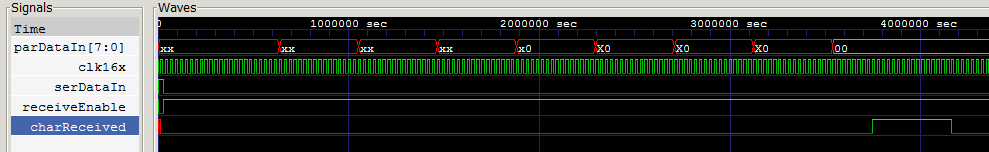 Signals
Waves
Time
0 1000000 sec 2000000 sec 3000000 sec 4000000 sec
parDataIn[7:0] xx xx xx xx x0 X0 X0 X0 00
clk16x
serDataIn
receiveEnable
charReceived